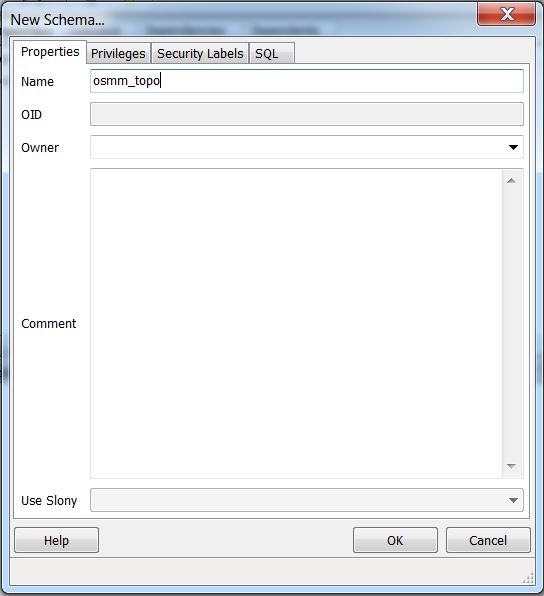 New Schema...
Properties Privileges Security Labels SQL
Name osmm_topo
OID
Owner
Comment
Use Slony
Help OK Cancel